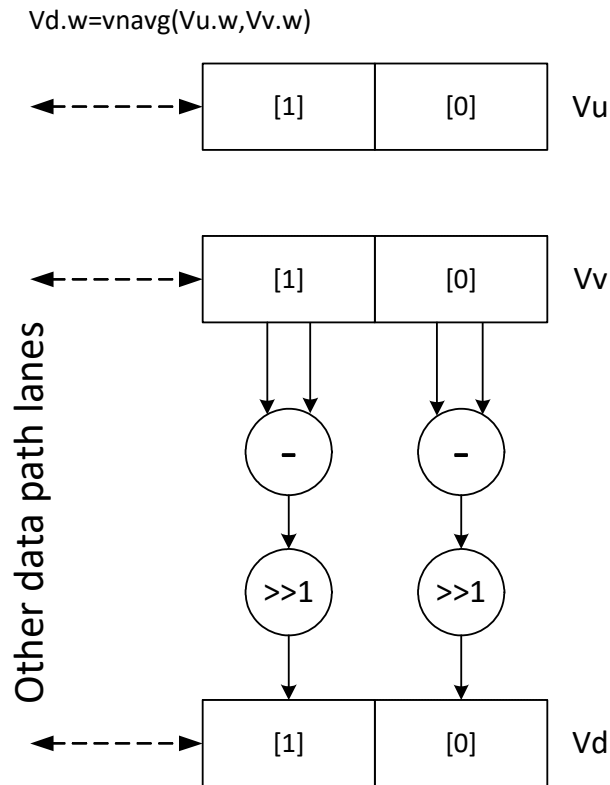 Vd.w=vnavg(Vu.w,Vv.w)
[1] [0] Vu
[1] [0] Vv
Other data path lanes
- -
>>1 >>1
[1] [0] Vd